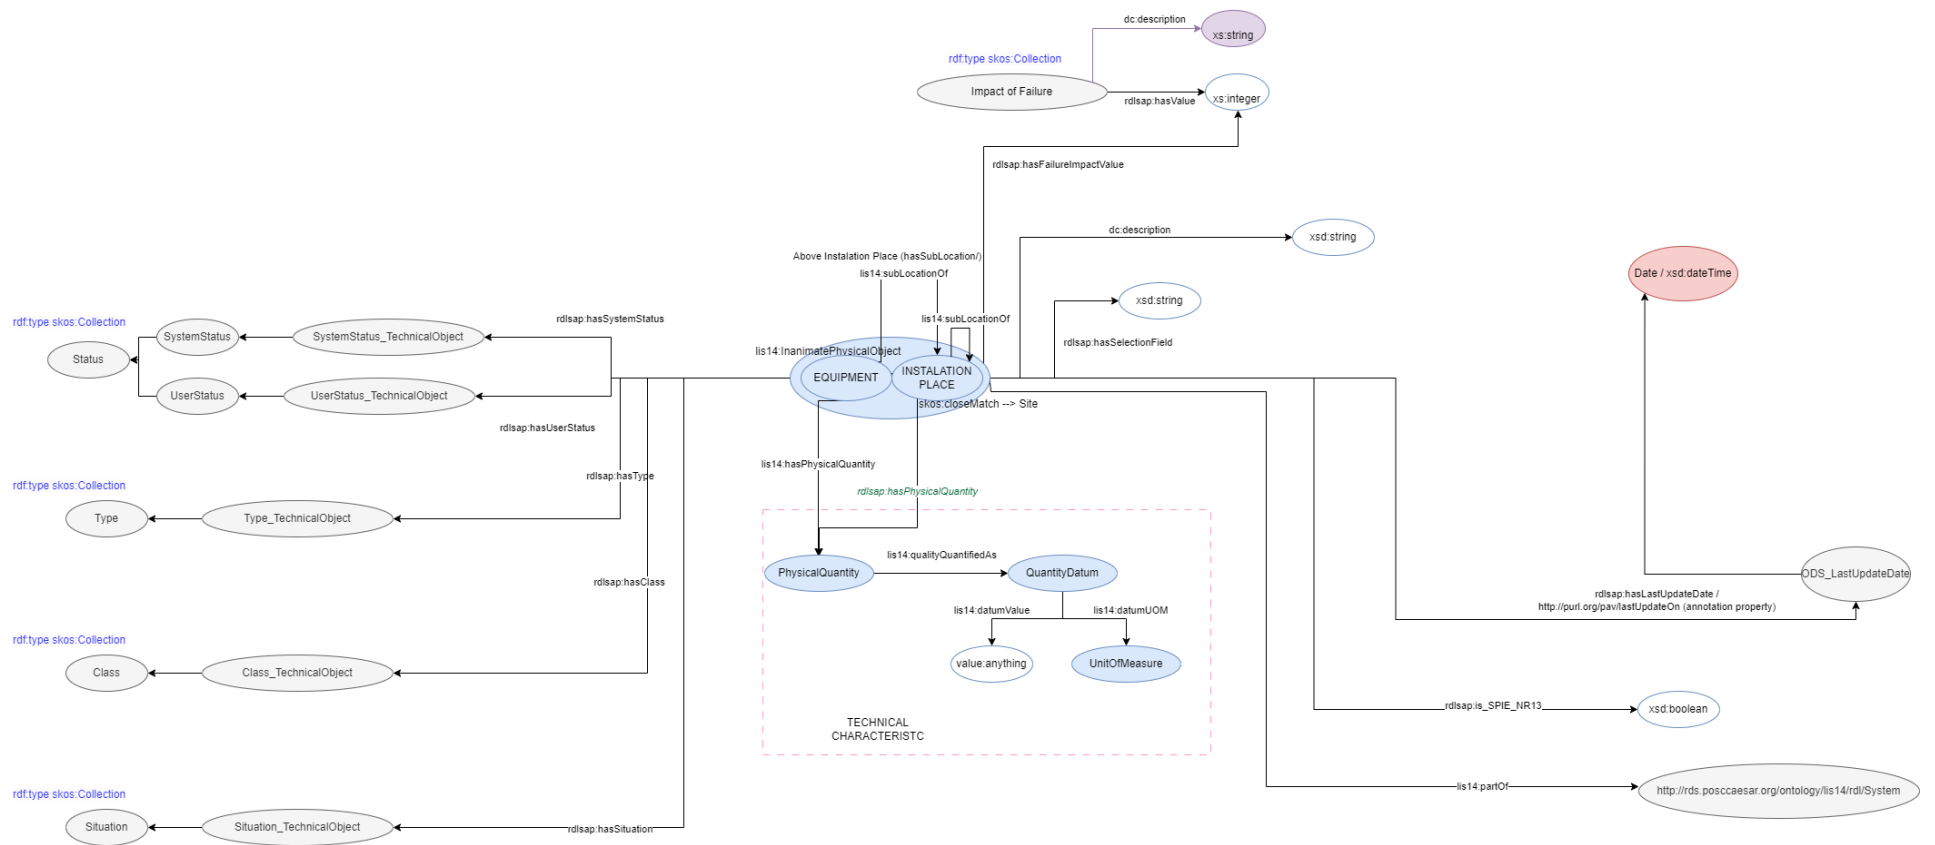 dc:description
xs:string
rdf:type skos:Collection
Impact of Failure
xs:integer
rdlsap:hasValue
rdlsap:hasFailureImpactValue
dc:description
xsd:string
Above Instalation Place (hasSubLocation/)
lis14:subLocationOf
Date / xsd:dateTime
xsd:string
rdf:type skos:Collection
rdlsap:hasSystemStatus
lis14:subLocationOf
SystemStatus
SystemStatus_TechnicalObject
rdlsap:hasSelectionField
Status
lis14:InanimatePhysicalObject
EQUIPMENT
INSTALATION
PLACE
UserStatus
UserStatus_TechnicalObject
skos:closeMatch --> Site
rdlsap:hasUserStatus
lis14:hasPhysicalQuantity
rdlsap:hasType
rdf:type skos:Collection
rdlsap:hasPhysicalQuantity
Type
Type_TechnicalObject
lis14:qualityQuantifiedAs
PhysicalQuantity
QuantityDatum
ODS_LastUpdateDate
rdlsap:hasClass
rdlsap:hasLastUpdateDate /
http://purl.org/pav/lastUpdateOn (annotation property)
lis14:datumValue
lis14:datumUOM
rdf:type skos:Collection
value:anything
UnitOfMeasure
Class
Class_TechnicalObject
rdlsap:is_SPIE_NR13
xsd:boolean
TECHNICAL
CHARACTERISTC
lis14:partOf
http://rds.posccaesar.org/ontology/lis14/rdl/System
rdf:type skos:Collection
Situation
Situation_TechnicalObject
rdlsap:hasSituation